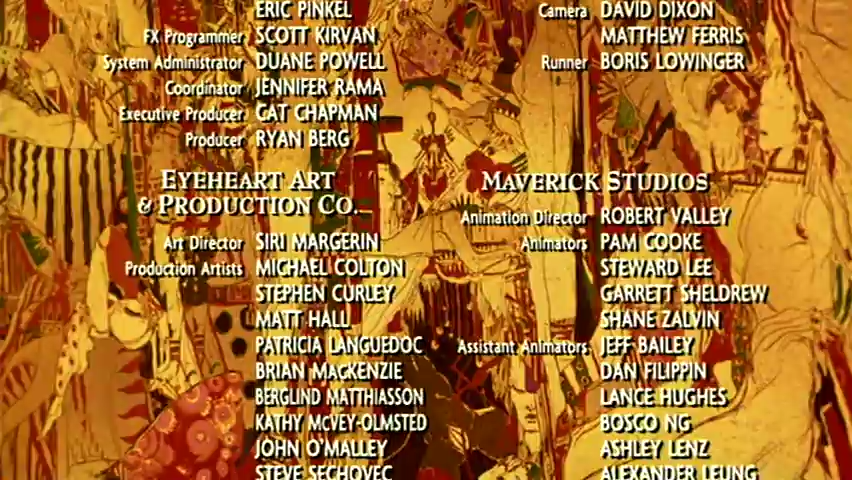 ERIC PINKEL
FX Programmer SCOTT KIRVAN
System Administrator DUANE POWELL
Coordinator JENNIFER RAMA
Executive Producer CAT CHAPMAN
Producer RYAN BERG
EYEHEART ART
& PRODUCTION CO.
Art Director SIRI MARGERIN
Production Artists MICHAEL COLTON
STEPHEN CURLEY
MATT HALL
PATRICIA LANGUEDOC
BRIAN MACKENZIE
BERGLIND MATTHIASSON
KATHY MCVEY-OLMSTED
JOHN O'MALLEY
STEVE SECHOVEC
Camera DAVID DIXON
MATTHEW FERRIS
Runner BORIS LOWINGER
MAVERICK STUDIOS
Animation Director ROBERT VALLEY
Animators PAM COOKE
STEWARD LEE
GARRETT SHELDREW
SHANE ZALVIN
Assistant Animators JEFF BAILEY
DAN FILIPPIN
LANCE HUGHES
BOSCO NG
ASHLEY LENZ
ALEXANDER LEUNG